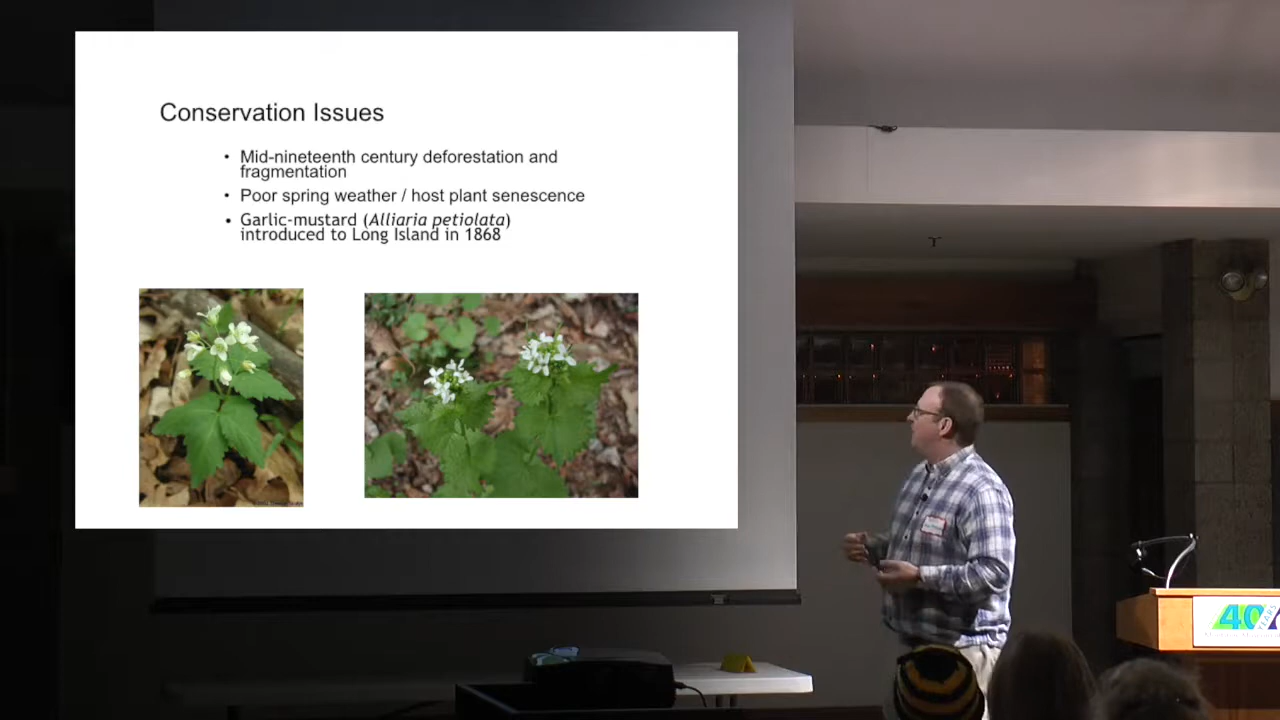 Conservation Issues
• Mid-nineteenth century deforestation and
fragmentation
• Poor spring weather / host plant senescence
• Garlic-mustard (Alliaria petiolata)
introduced to Long Island in 1868
40
YEARS